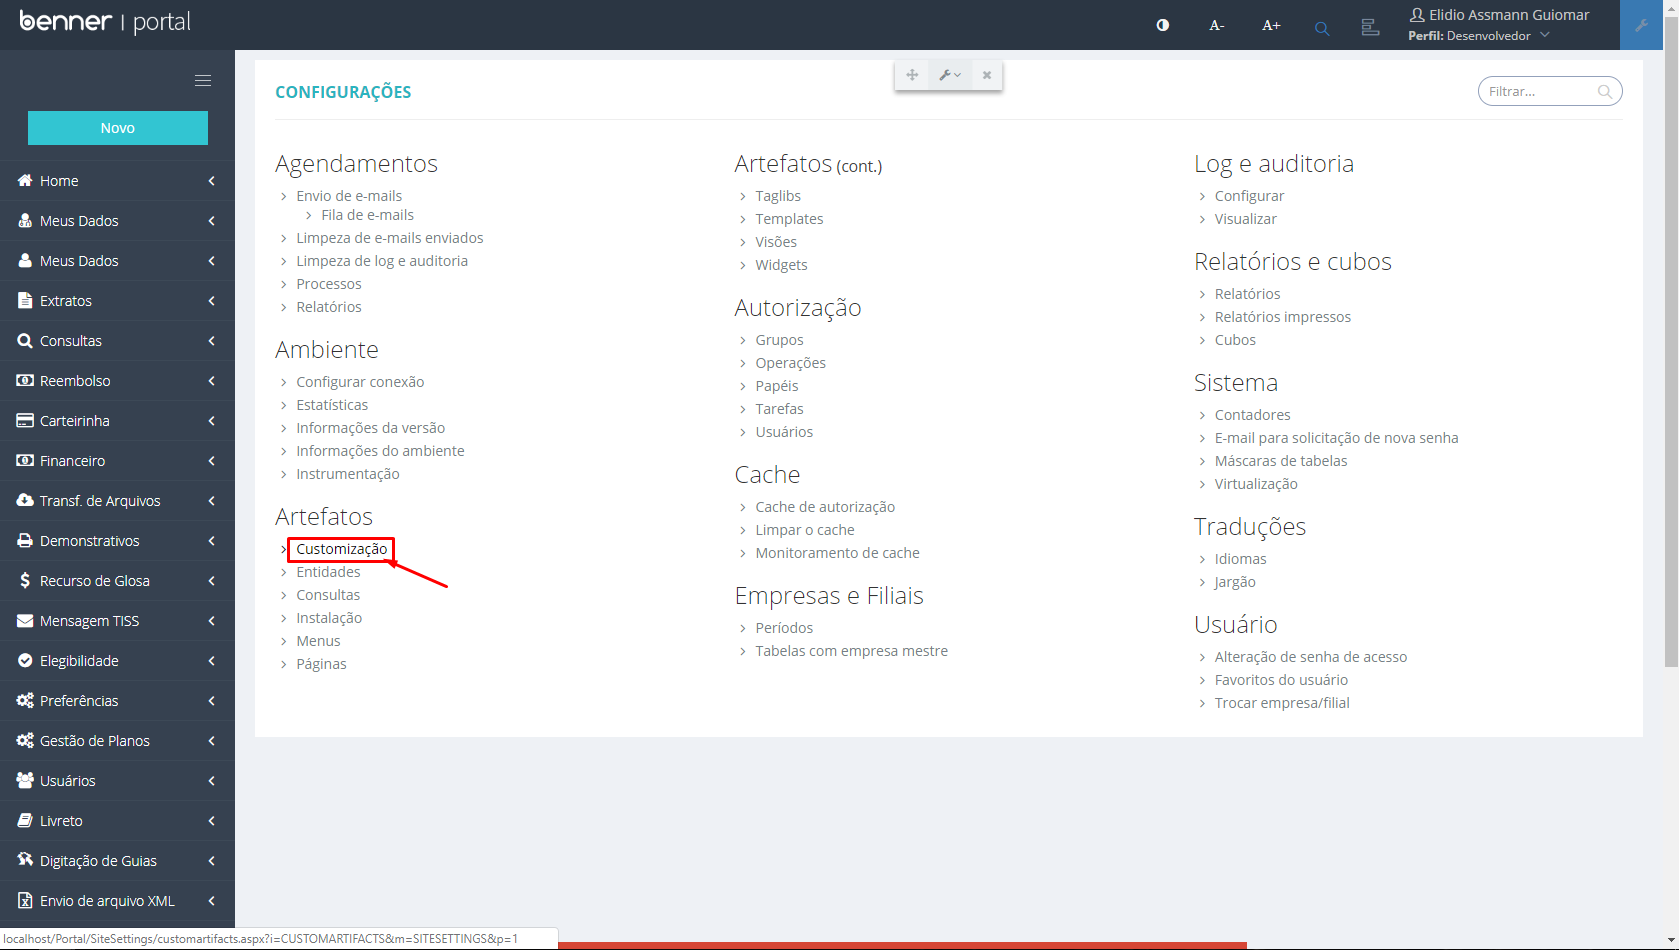 benner | portal
A-
A+
Elidio Assmann Guiomar
Perfil: Desenvolvedor
Novo
Home
Meus Dados
Meus Dados
Extratos
Consultas
Reembolso
Carteirinha
Financeiro
Transf. de Arquivos
Demonstrativos
Recurso de Glosa
Mensagem TISS
Elegibilidade
Preferências
Gestão de Planos
Usuários
Livreto
Digitação de Guias
Envio de arquivo XML
CONFIGURAÇÕES
Filtrar...
Agendamentos
Envio de e-mails
Fila de e-mails
Limpeza de e-mails enviados
Limpeza de log e auditoria
Processos
Relatórios
Ambiente
Configurar conexão
Estatísticas
Informações da versão
Informações do ambiente
Instrumentação
Artefatos
Customização
Entidades
Consultas
Instalação
Menus
Páginas
Artefatos (cont.)
Taglibs
Templates
Visões
Widgets
Autorização
Grupos
Operações
Papéis
Tarefas
Usuários
Cache
Cache de autorização
Limpar o cache
Monitoramento de cache
Empresas e Filiais
Períodos
Tabelas com empresa mestre
Log e auditoria
Configurar
Visualizar
Relatórios e cubos
Relatórios
Relatórios impressos
Cubos
Sistema
Contadores
E-mail para solicitação de nova senha
Máscaras de tabelas
Virtualização
Traduções
Idiomas
Jargão
Usuário
Alteração de senha de acesso
Favoritos do usuário
Trocar empresa/filial
localhost/Portal/SiteSettings/customartifacts.aspx?i=CUSTOMARTIFACTS&m=SITESETTINGS&p=1